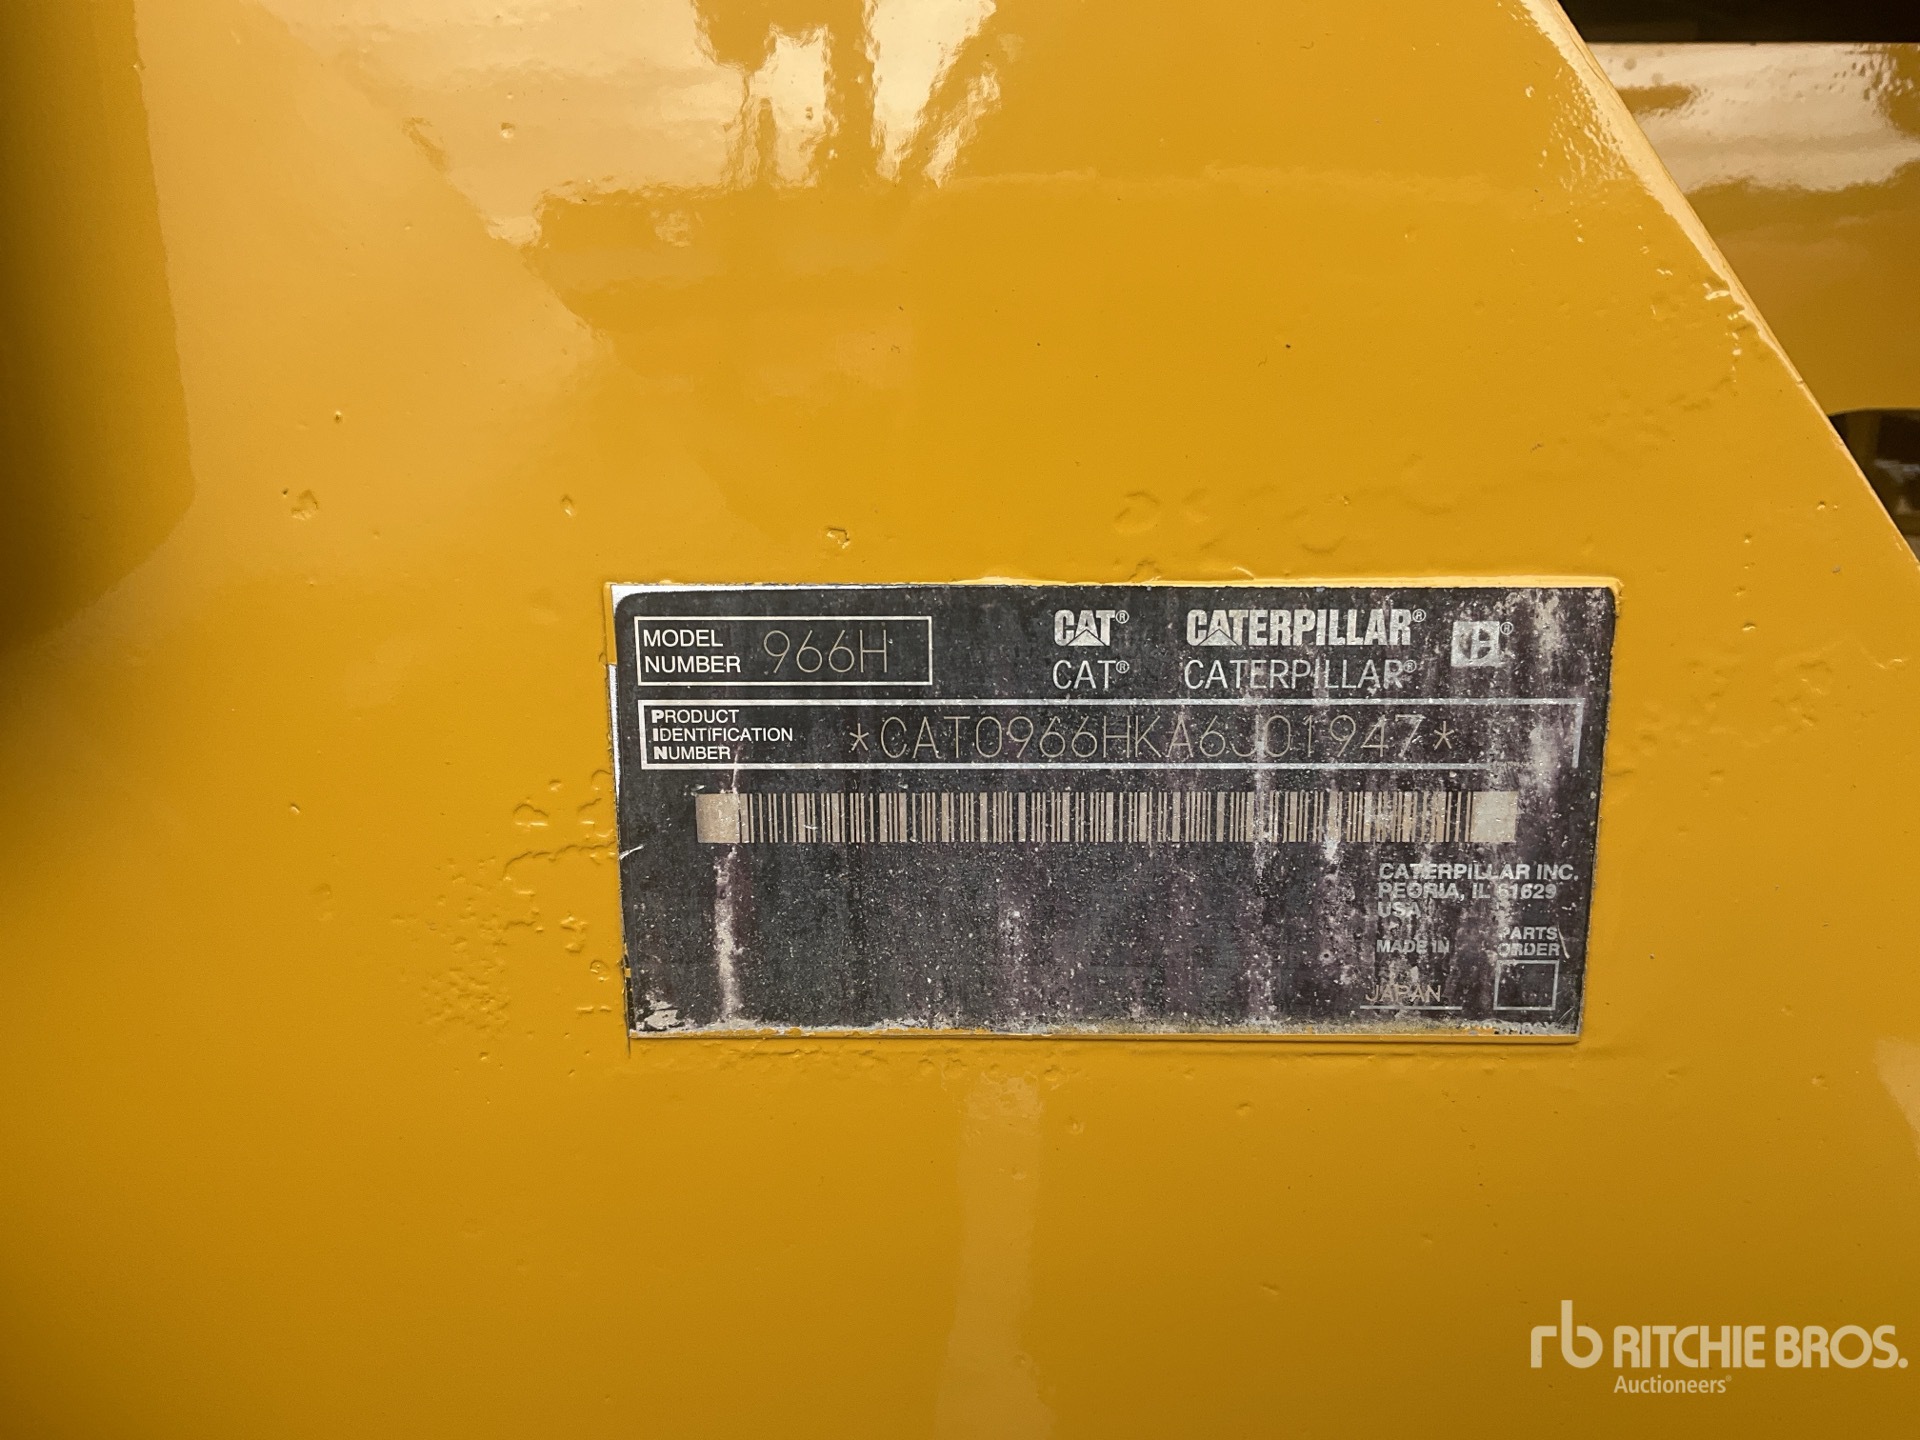 MODEL NUMBER 966H
CAT® CATERPILLAR®
CAT® CATERPILLAR®
PRODUCT IDENTIFICATION NUMBER *CAT0966HKA6J01947*
CATERPILLAR INC.
PEORIA, IL 61629
USA
MADE IN
JAPAN
PARTS
ORDER
rb RITCHIE BROS.
Auctioneers®